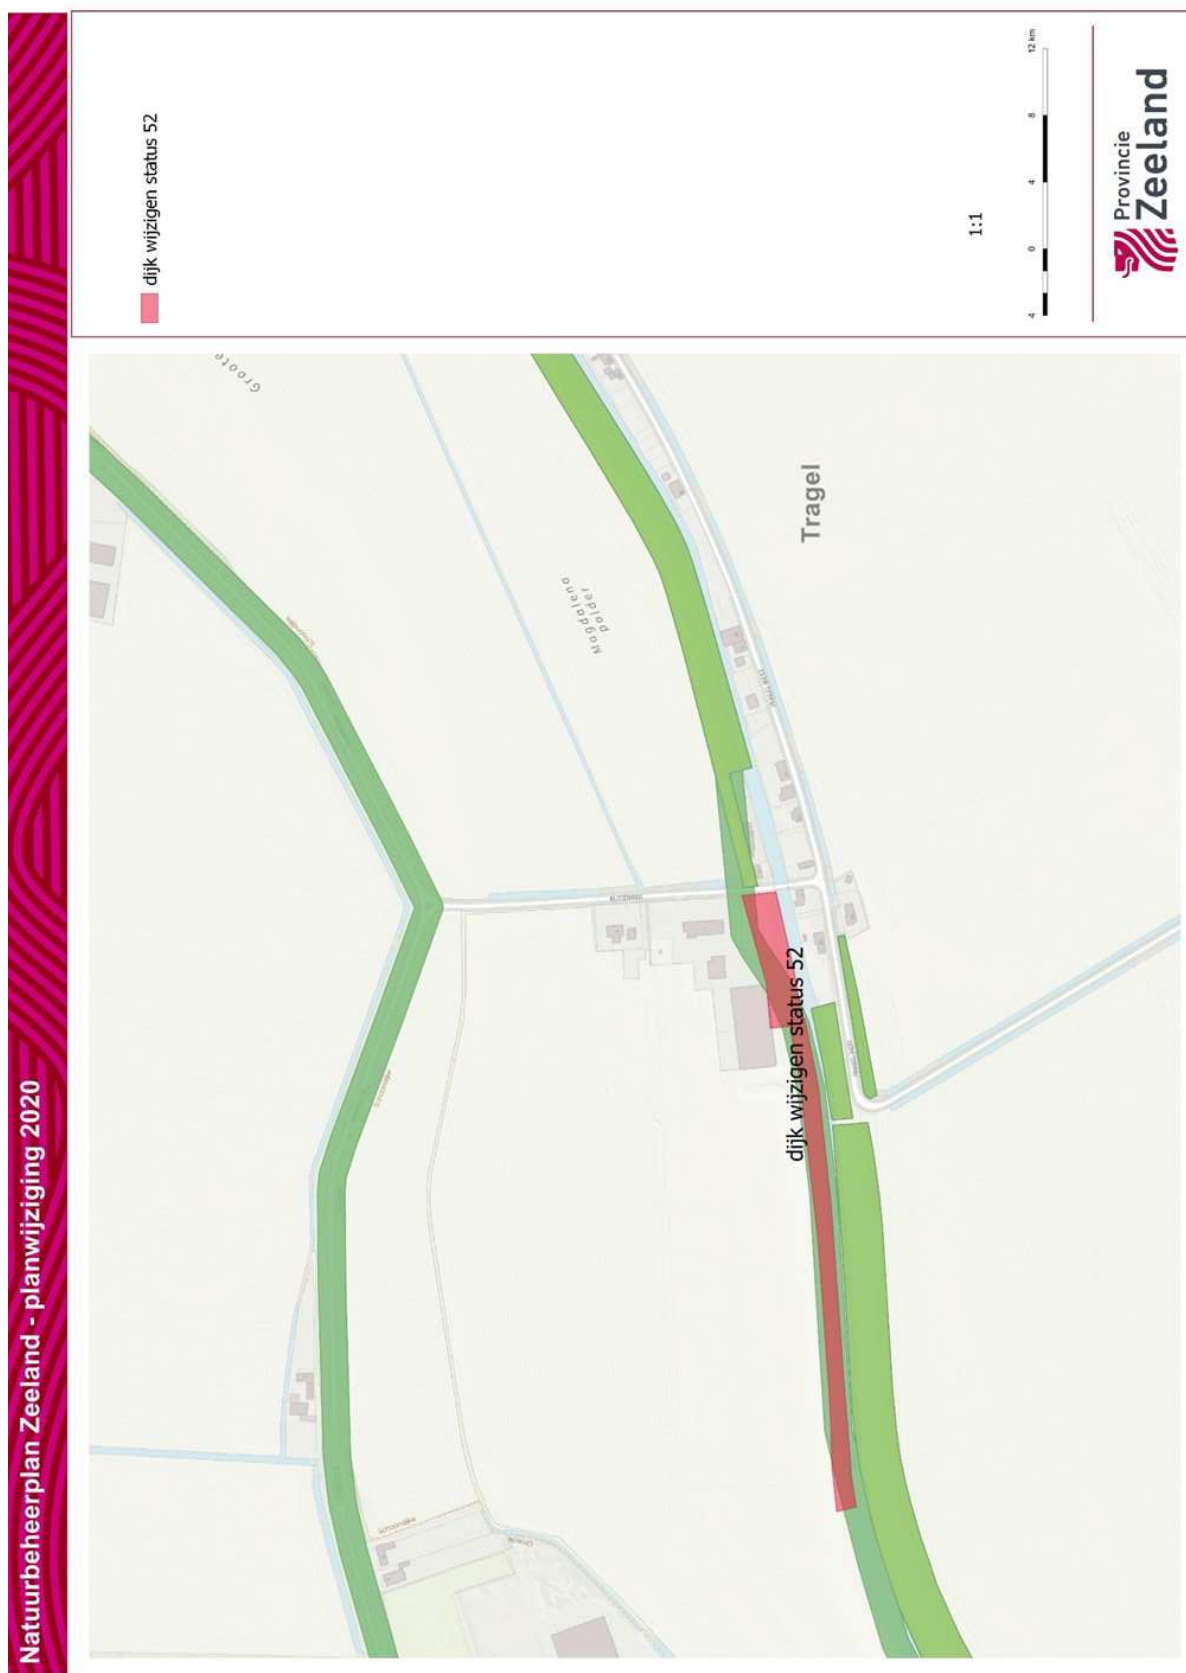 Natuurbeheerplan Zeeland - planwijziging 2020
dijk wijzigen status 52
1:1
4 0 4 8 12 km
Provincie
Zeeland
Groote
Magdalena
polder
Tragel
dijk wijzigen status 52